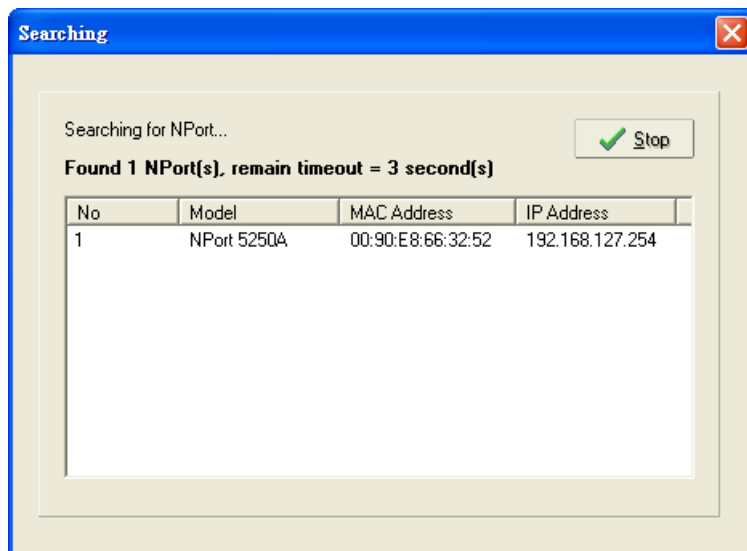 Searching
Searching for NPort...
Stop
Found 1 NPort(s), remain timeout = 3 second(s)
No Model MAC Address IP Address
1 NPort 5250A 00:90:E8:66:32:52 192.168.127.254